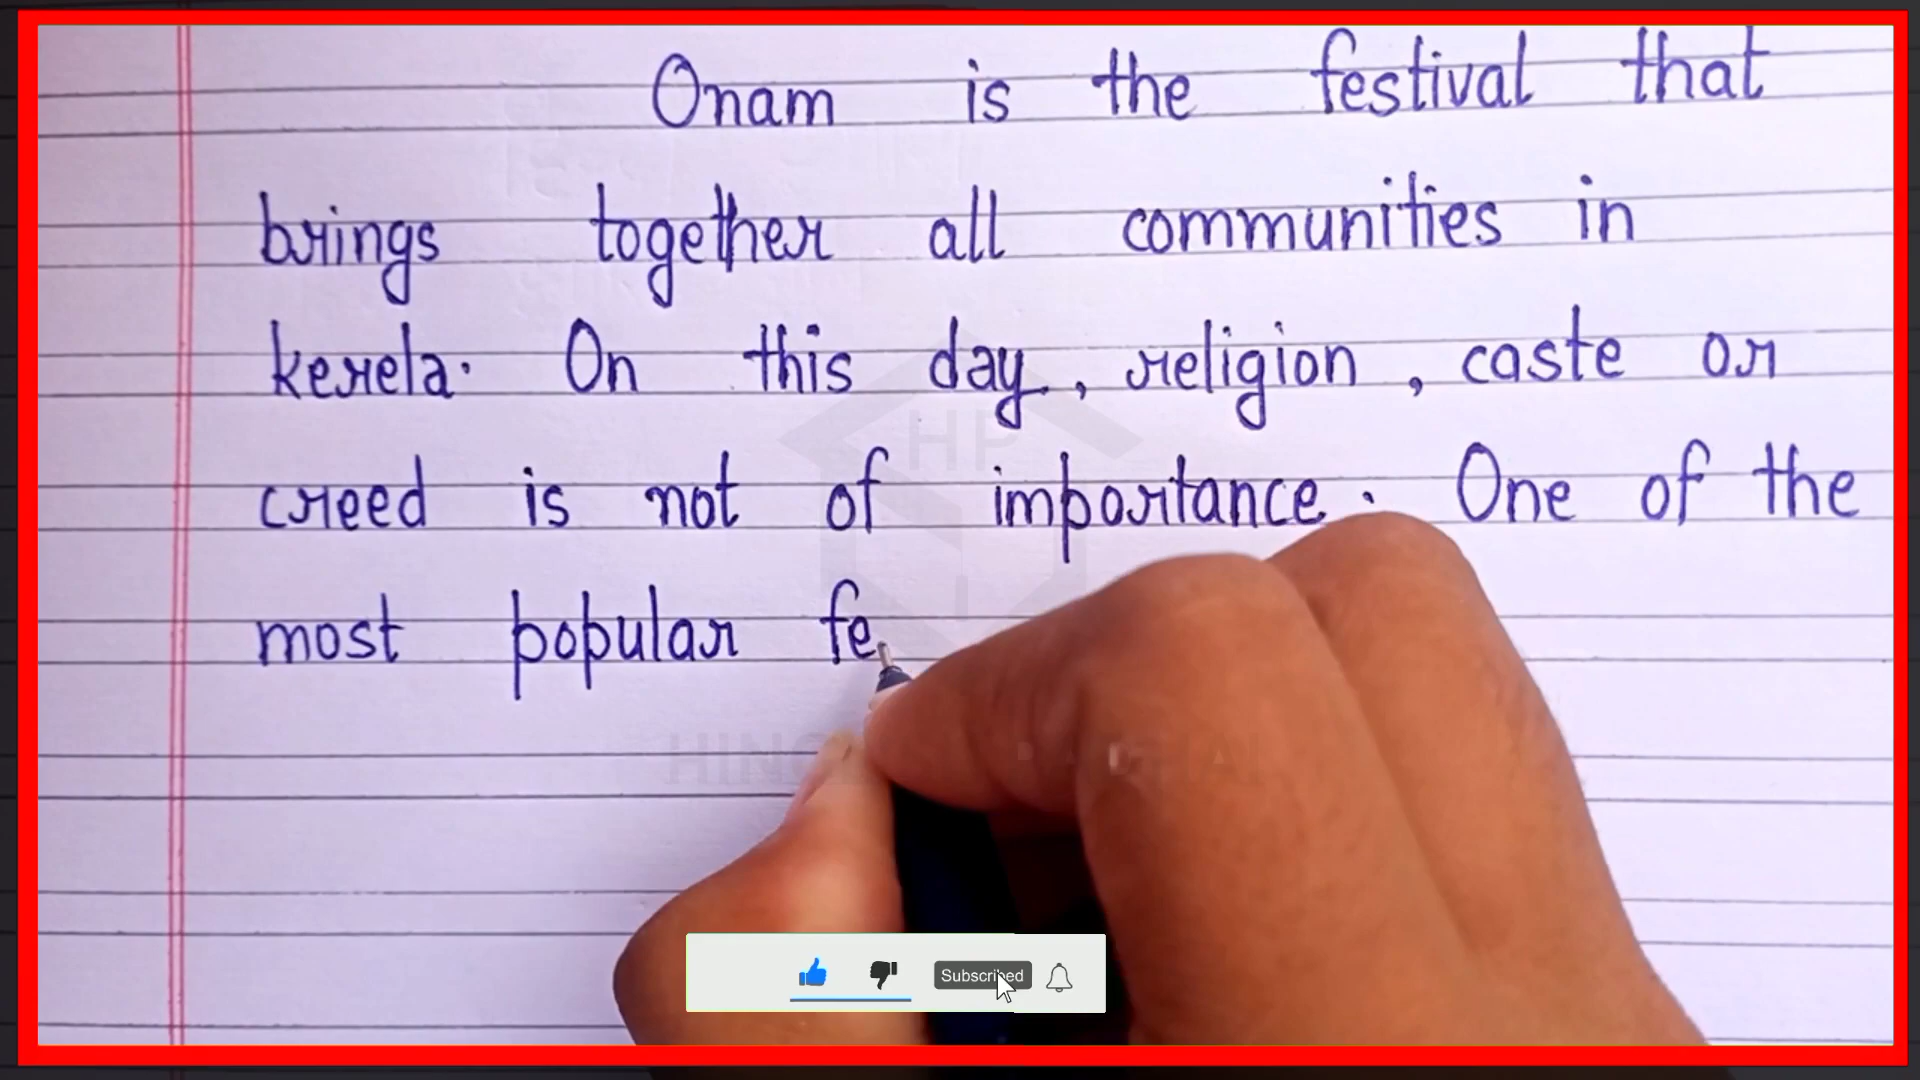 Onam is the festival that
brings together all communities in
kerela. On this day, religion, caste or
creed is not of importance. One of the
most popular fe
HP
Subscribed